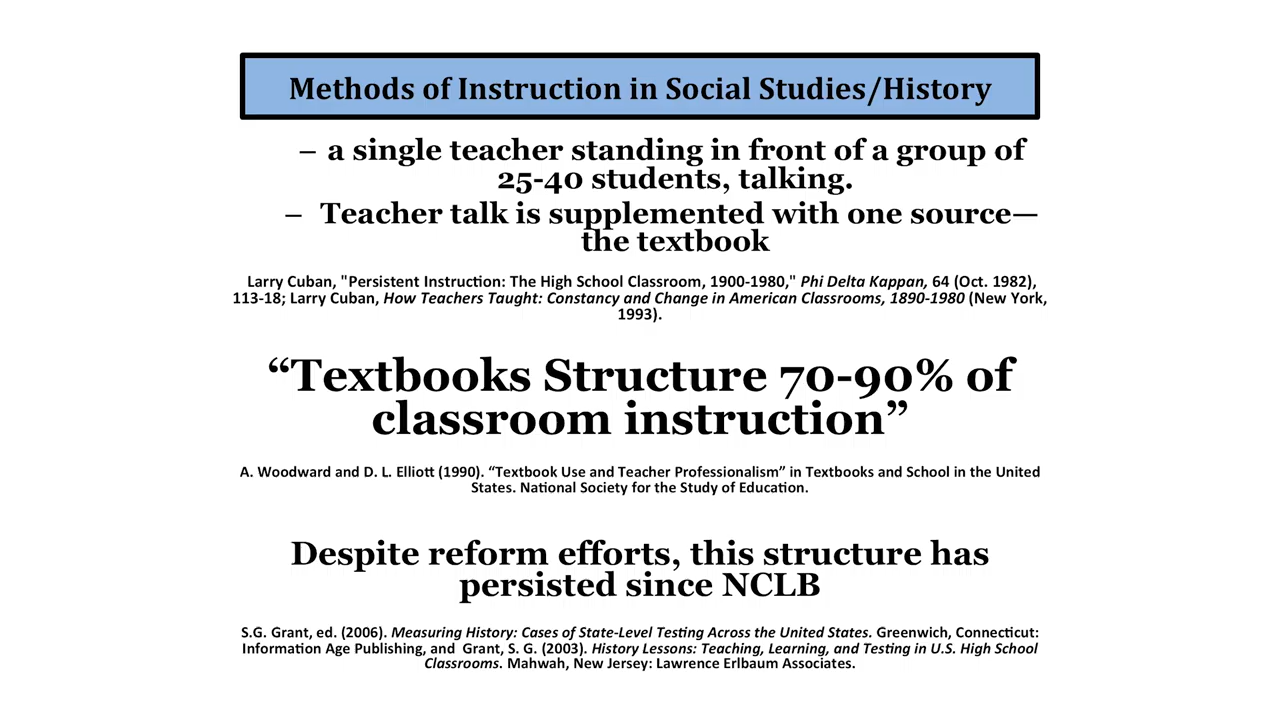 Methods of Instruction in Social Studies/History
– a single teacher standing in front of a group of
25-40 students, talking.
– Teacher talk is supplemented with one source—
the textbook
Larry Cuban, "Persistent Instruction: The High School Classroom, 1900-1980," Phi Delta Kappan, 64 (Oct. 1982),
113-18; Larry Cuban, How Teachers Taught: Constancy and Change in American Classrooms, 1890-1980 (New York,
1993).
“Textbooks Structure 70-90% of
classroom instruction”
A. Woodward and D. L. Elliott (1990). “Textbook Use and Teacher Professionalism” in Textbooks and School in the United
States. National Society for the Study of Education.
Despite reform efforts, this structure has
persisted since NCLB
S.G. Grant, ed. (2006). Measuring History: Cases of State-Level Testing Across the United States. Greenwich, Connecticut:
Information Age Publishing, and Grant, S. G. (2003). History Lessons: Teaching, Learning, and Testing in U.S. High School
Classrooms. Mahwah, New Jersey: Lawrence Erlbaum Associates.